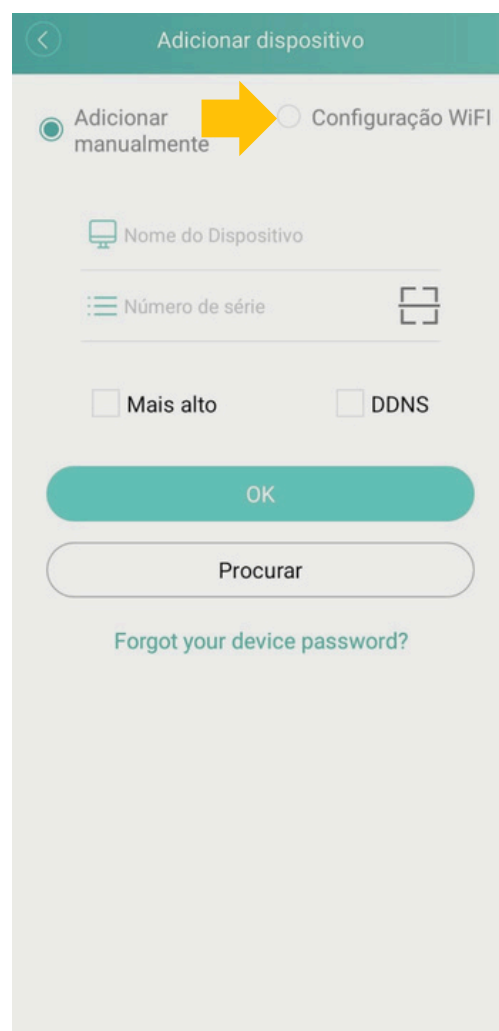 Adicionar dispositivo
Adicionar
manualmente
Configuração WiFI
Nome do Dispositivo
Número de série
Mais alto
DDNS
OK
Procurar
Forgot your device password?